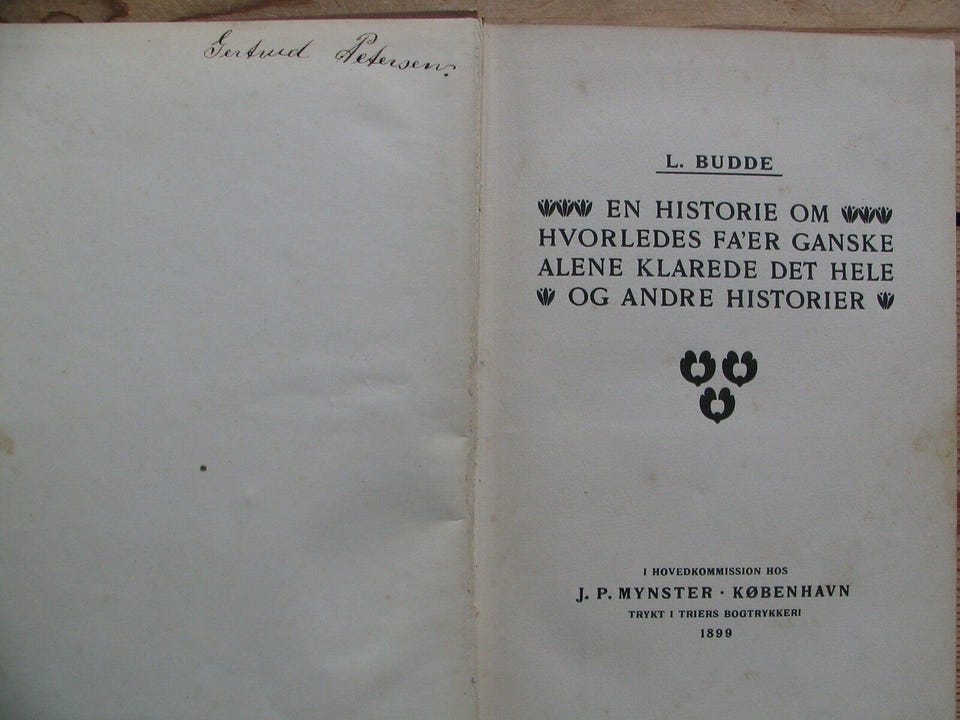 Gertrud Petersen.
L. BUDDE
EN HISTORIE OM
HVORLEDES FA'ER GANSKE
ALENE KLAREDE DET HELE
OG ANDRE HISTORIER
I HOVEDKOMMISSION HOS
J. P. MYNSTER · KØBENHAVN
TRYKT I TRIERS BOGTRYKKERI
1899